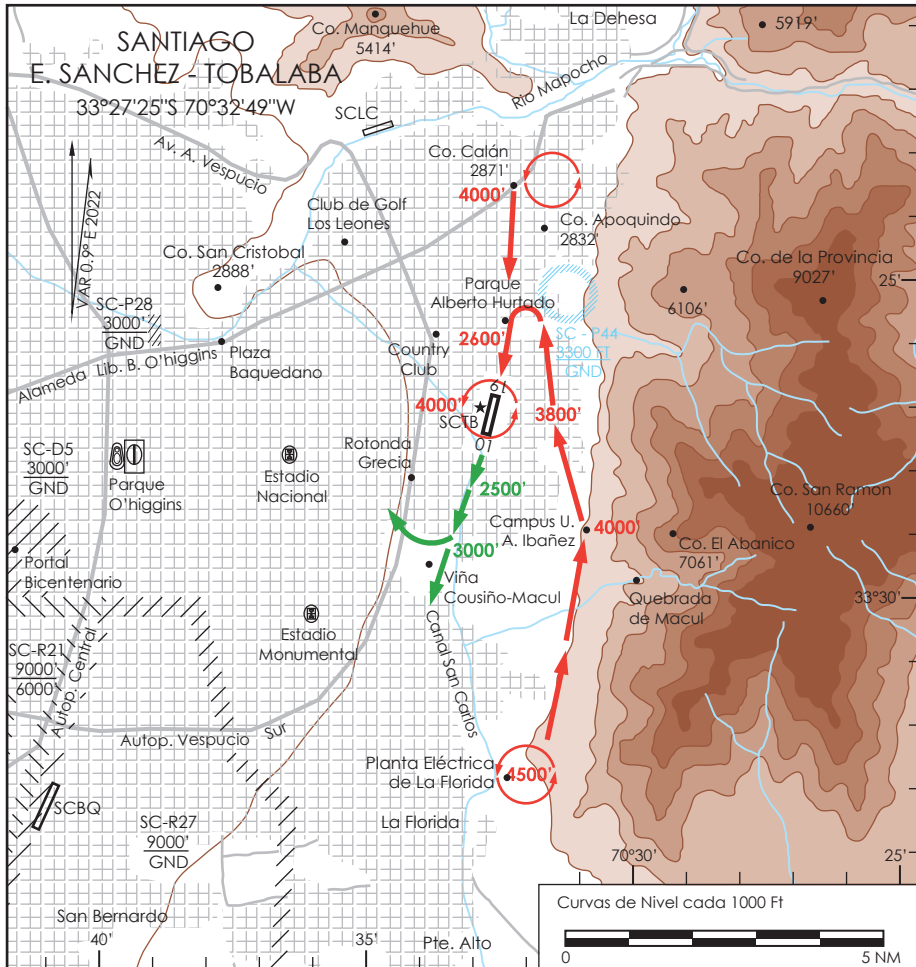 SANTIAGO
E. SANCHEZ - TOBALABA
33°27'25"S 70°32'49"W
Co. Manquehue
5414'
La Dehesa
5919'
Río Mapocho
SCLC
Av. A. Vespucio
Co. Calán
2871'
4000'
VAR 0.9° E 2022
Club de Golf
Los Leones
Co. Apoquindo
2832'
Co. San Cristobal
2888'
Co. de la Provincia
9027'
25'
6106'
SC-P28
3000'
GND
Parque
Alberto Hurtado
2600'
SC - P44
3300 FT
GND
Alameda Lib. B. O'higgins
Plaza
Baquedano
Country
Club
19
4000'
SCTB
01
3800'
SC-D5
3000'
GND
Parque
O'higgins
Estadio
Nacional
Rotonda
Grecia
2500'
Co. San Ramon
10660'
Campus U.
A. Ibañez
4000'
Co. El Abanico
7061'
3000'
Portal
Bicentenario
Viña
Cousiño-Macul
Quebrada
de Macul
33°30'
Estadio
Monumental
SC-R21
9000'
6000'
Autop. Central
Canal San Carlos
Autop. Vespucio Sur
Planta Eléctrica
de La Florida
4500'
SCBQ
SC-R27
9000'
GND
La Florida
70°30'
25'
San Bernardo
40'
35'
Pte. Alto
Curvas de Nivel cada 1000 Ft
0
5 NM